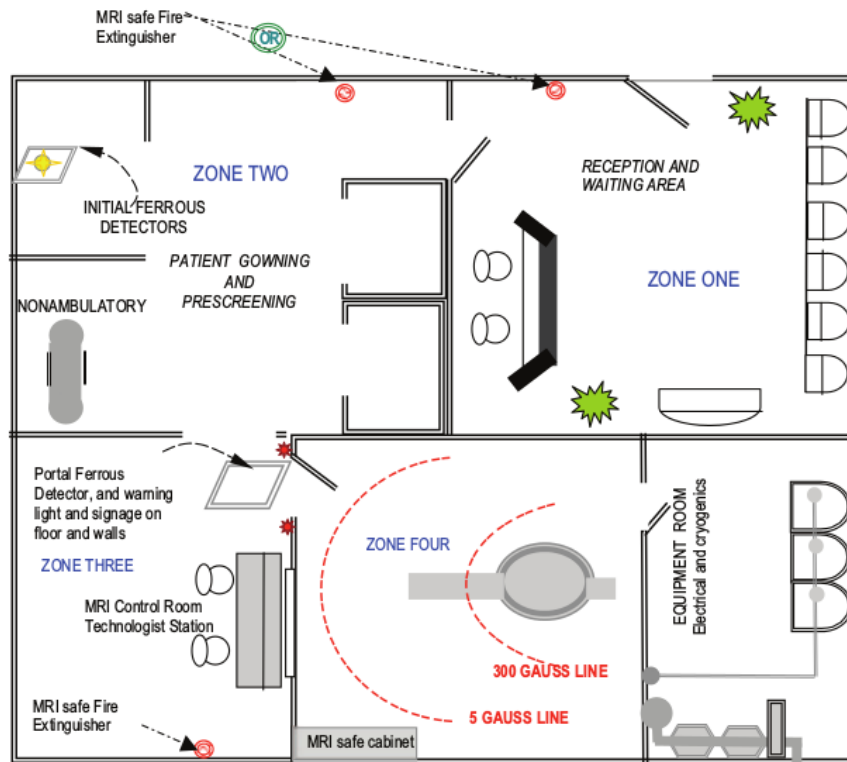 MRI safe Fire
Extinguisher
OR
ZONE TWO
RECEPTION AND
WAITING AREA
INITIAL FERROUS
DETECTORS
PATIENT GOWNING
AND
PRESCREENING
ZONE ONE
NONAMBULATORY
Portal Ferrous
Detector, and warning
light and signage on
floor and walls
ZONE THREE
ZONE FOUR
EQUIPMENT ROOM
Electrical and cryogenics
MRI Control Room
Technologist Station
300 GAUSS LINE
5 GAUSS LINE
MRI safe Fire
Extinguisher
MRI safe cabinet